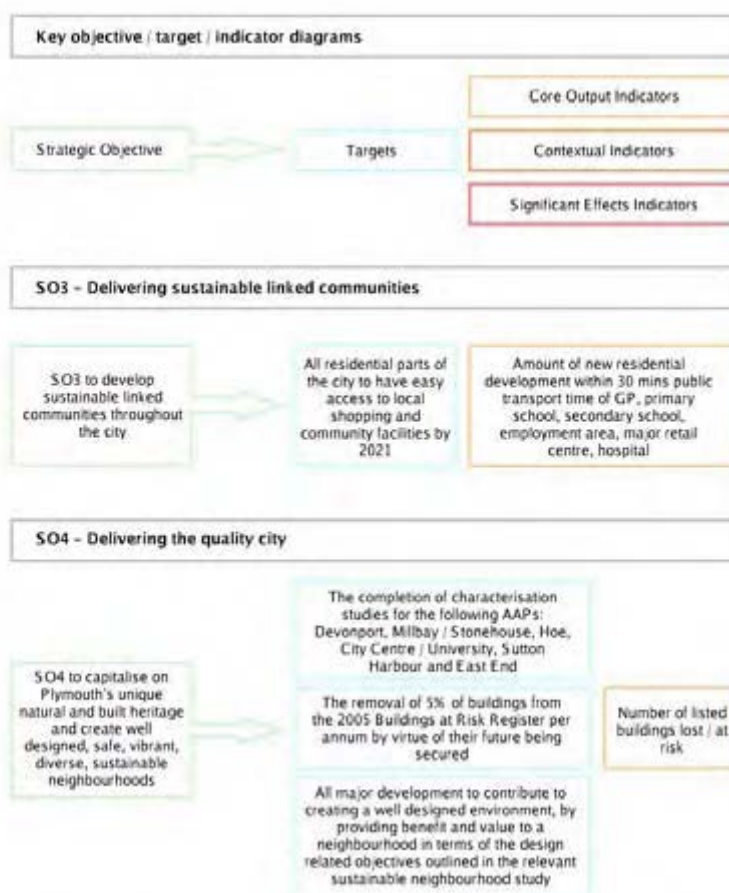 Key objective / target / indicator diagrams
Core Output Indicators
Strategic Objective
Targets
Contextual Indicators
Significant Effects Indicators
SO3 - Delivering sustainable linked communities
SO3 to develop
sustainable linked
communities throughout
the city
All residential parts of
the city to have easy
access to local
shopping and
community facilities by
2021
Amount of new residential
development within 30 mins public
transport time of GP, primary
school, secondary school,
employment area, major retail
centre, hospital
SO4 - Delivering the quality city
SO4 to capitalise on
Plymouth's unique
natural and built heritage
and create well
designed, safe, vibrant,
diverse, sustainable
neighbourhoods
The completion of characterisation
studies for the following AAPs:
Devonport, Millbay / Stonehouse, Hoe,
City Centre / University, Sutton
Harbour and East End
The removal of 5% of buildings from
the 2005 Buildings at Risk Register per
annum by virtue of their future being
secured
Number of listed
buildings lost / at
risk
All major development to contribute to
creating a well designed environment, by
providing benefit and value to a
neighbourhood in terms of the design
related objectives outlined in the relevant
sustainable neighbourhood study